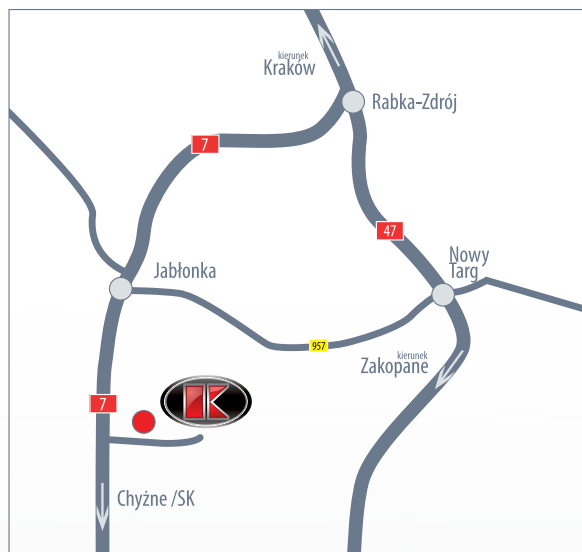 kierunek
Kraków
Rabka-Zdrój
7
47
Nowy
Targ
Jabłonka
957
kierunek
Zakopane
7
K
Chyżne /SK